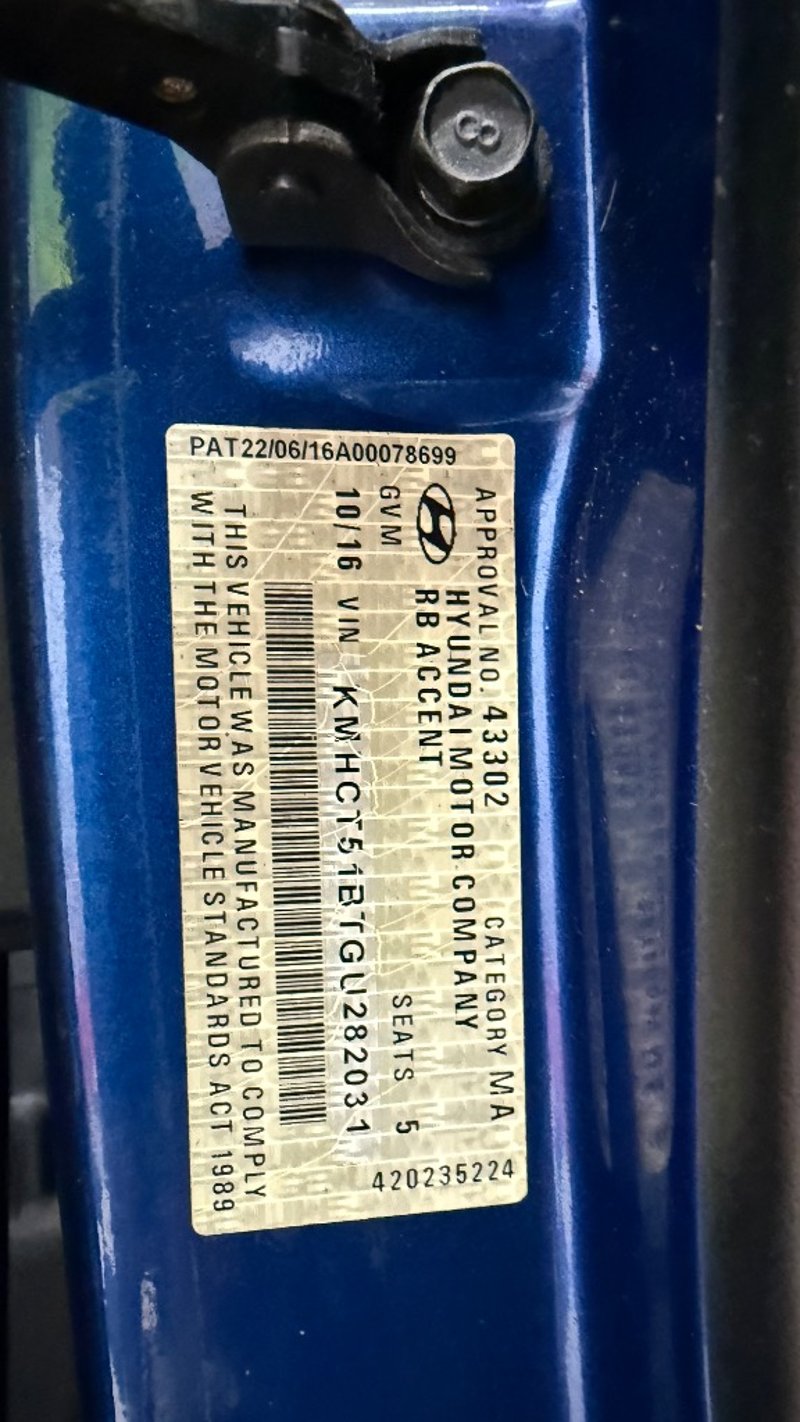 8
PAT22/06/16A00078699
APPROVAL NO. 43302 CATEGORY MA
HYUNDAI MOTOR COMPANY
RB ACCENT
GVM SEATS 5
10/16 VIN KMHCT51BTGU282031
THIS VEHICLE WAS MANUFACTURED TO COMPLY
WITH THE MOTOR VEHICLE STANDARDS ACT 1989
420235224